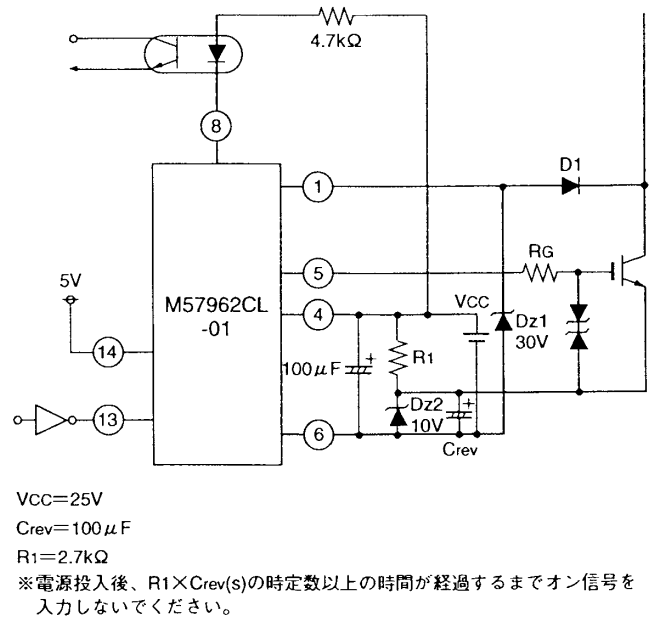 4.7kΩ
8
1
D1
5
RG
5V
M57962CL
-01
4
VCC
Dz1
30V
14
100μF
+
R1
13
Dz2
10V
+
6
Crev
VCC=25V
Crev=100μF
R1=2.7kΩ
※電源投入後、R1×Crev(s)の時定数以上の時間が経過するまでオン信号を
入力しないでください。